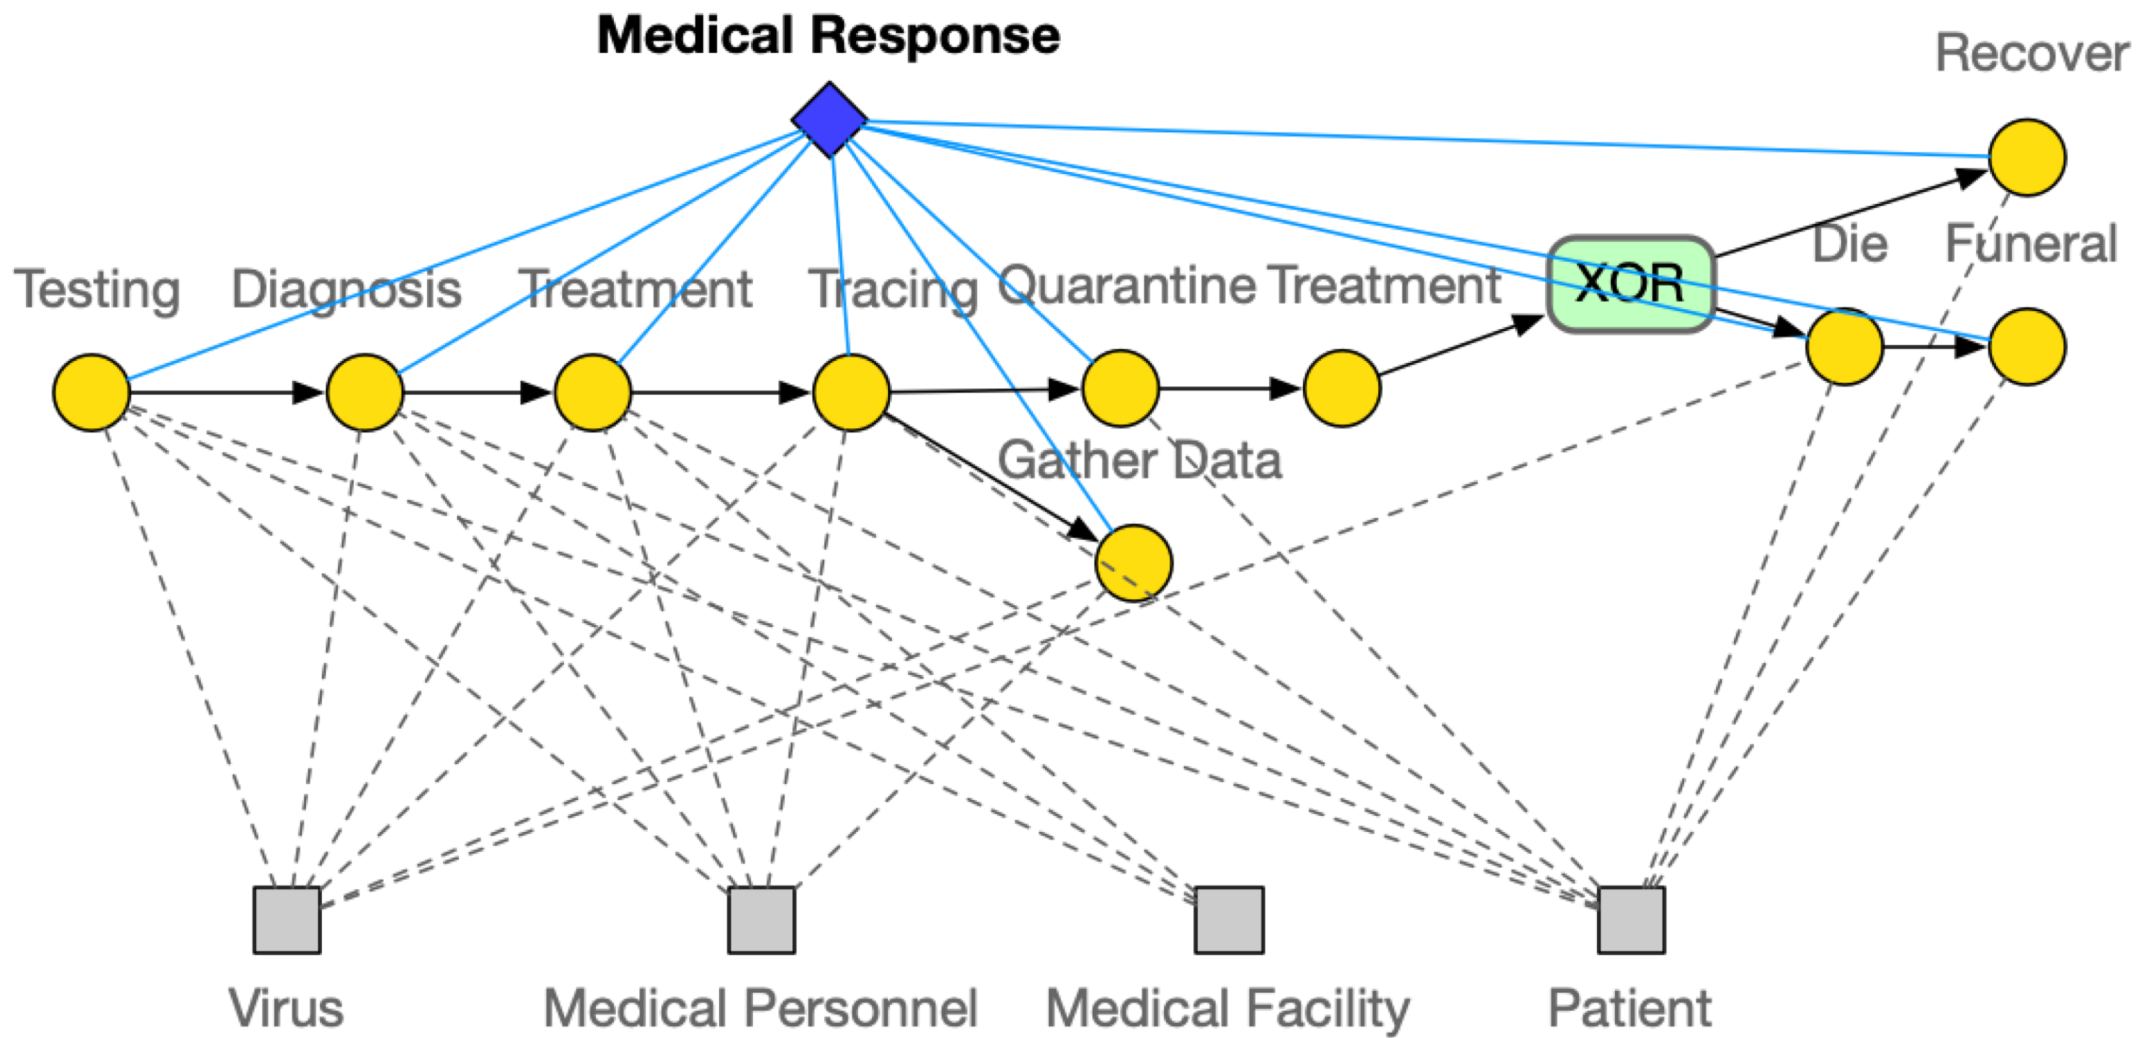 Medical Response
Recover
Die Funeral
Testing Diagnosis Treatment Tracing Quarantine Treatment XOR
Gather Data
Virus Medical Personnel Medical Facility Patient